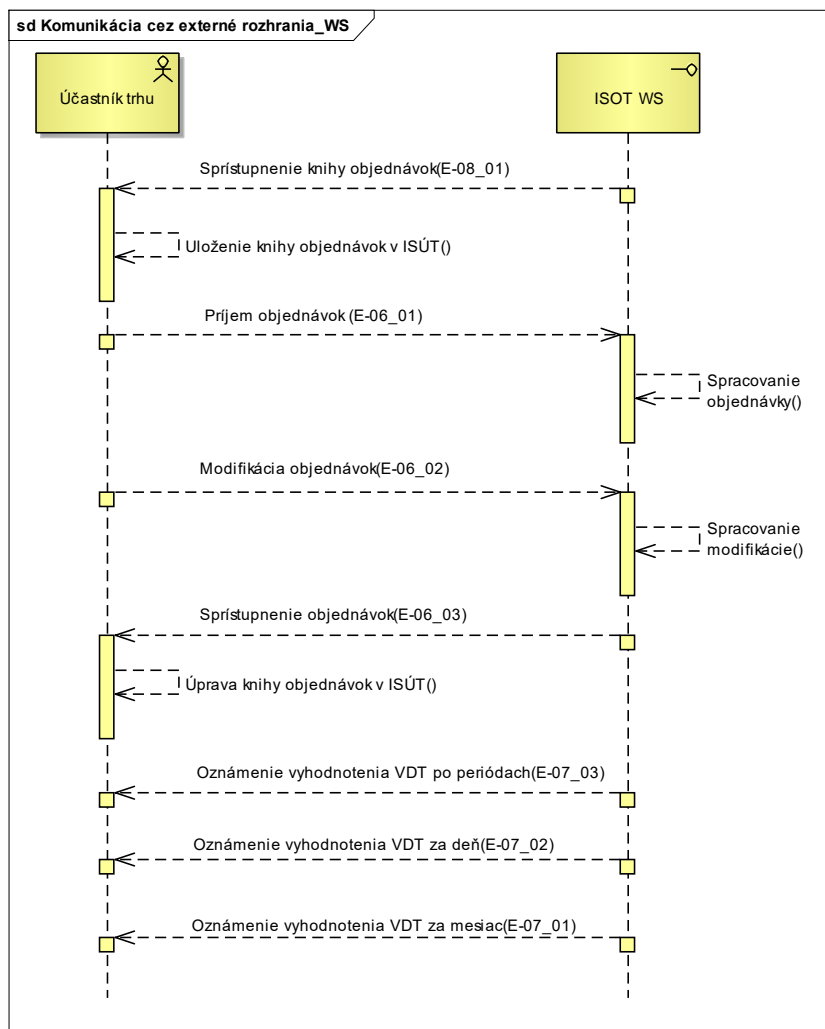 sd Komunikácia cez externé rozhrania_WS
Účastník trhu
ISOT WS
Sprístupnenie knihy objednávok(E-08_01)
Uloženie knihy objednávok v ISÚT()
Príjem objednávok (E-06_01)
Spracovanie
objednávky()
Modifikácia objednávok(E-06_02)
Spracovanie
modifikácie()
Sprístupnenie objednávok(E-06_03)
Úprava knihy objednávok v ISÚT()
Oznámenie vyhodnotenia VDT po periódach(E-07_03)
Oznámenie vyhodnotenia VDT za deň(E-07_02)
Oznámenie vyhodnotenia VDT za mesiac(E-07_01)